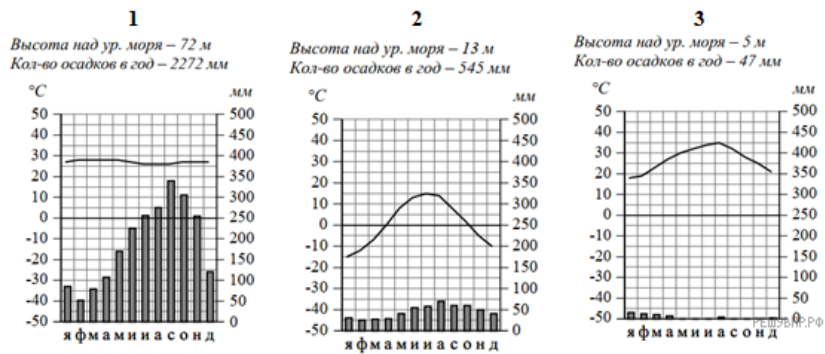 1
Высота над ур. моря – 72 м
Кол-во осадков в год – 2272 мм
°C мм
50 500
40 450
30 400
20 350
10 300
0 250
-10 200
-20 150
-30 100
-40 50
-50 0
я ф м а м и и а с о н д
2
Высота над ур. моря – 13 м
Кол-во осадков в год – 545 мм
°C мм
50 500
40 450
30 400
20 350
10 300
0 250
-10 200
-20 150
-30 100
-40 50
-50 0
я ф м а м и и а с о н д
3
Высота над ур. моря – 5 м
Кол-во осадков в год – 47 мм
°C мм
50 500
40 450
30 400
20 350
10 300
0 250
-10 200
-20 150
-30 100
-40 50
-50 0
я ф м а м и и а с о н д
РЕШУВПР.РФ